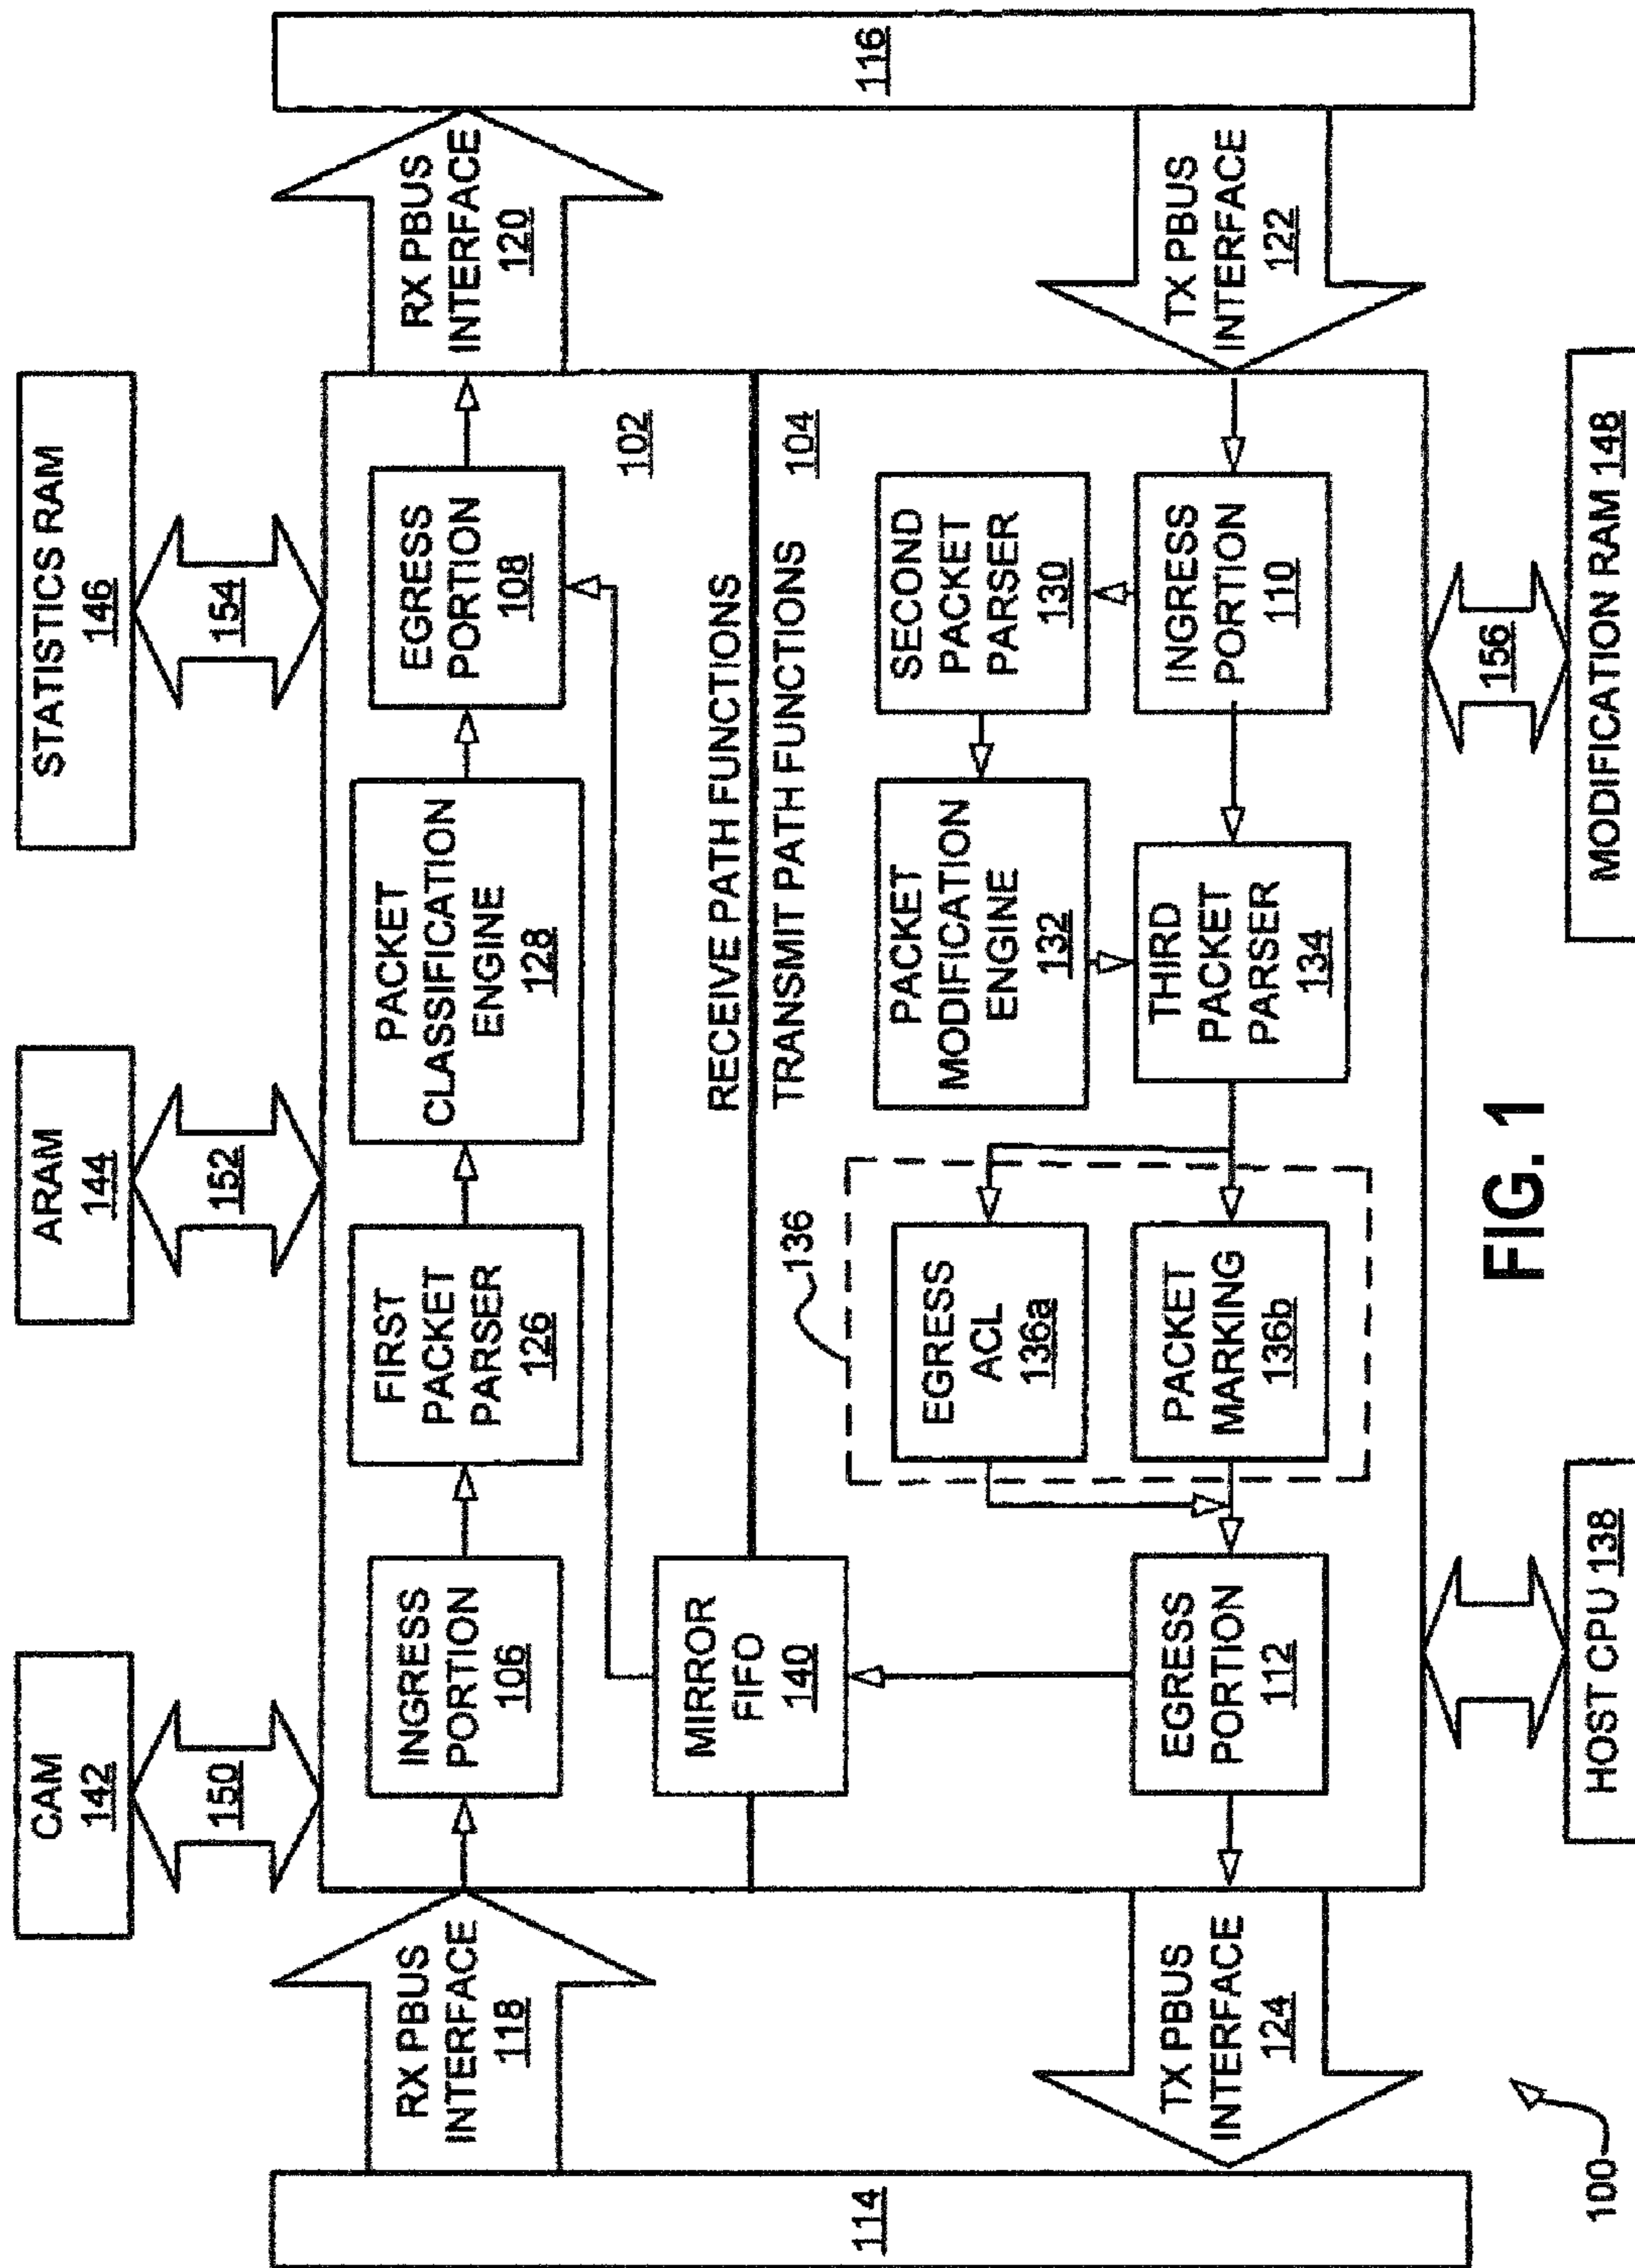 CAM
142
ARAM
144
STATISTICS RAM
146
150
152
154
RX PBUS
INTERFACE
118
INGRESS
PORTION
106
FIRST
PACKET
PARSER
126
PACKET
CLASSIFICATION
ENGINE
128
EGRESS
PORTION
108
RX PBUS
INTERFACE
120
102
MIRROR
FIFO
140
RECEIVE PATH FUNCTIONS
TRANSMIT PATH FUNCTIONS
104
114
116
136
EGRESS
ACL
136a
PACKET
MARKING
136b
PACKET
MODIFICATION
ENGINE
132
SECOND
PACKET
PARSER
130
THIRD
PACKET
PARSER
134
INGRESS
PORTION
110
EGRESS
PORTION
112
TX PBUS
INTERFACE
124
TX PBUS
INTERFACE
122
156
HOST CPU 138
MODIFICATION RAM 148
100
FIG. 1